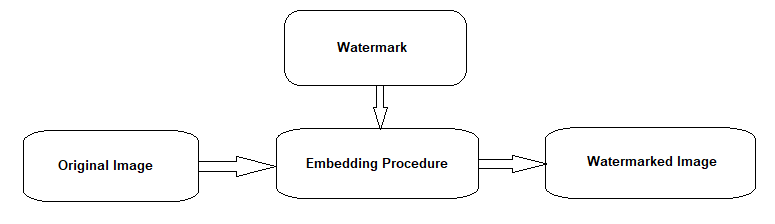 Watermark
Original Image
Embedding Procedure
Watermarked Image